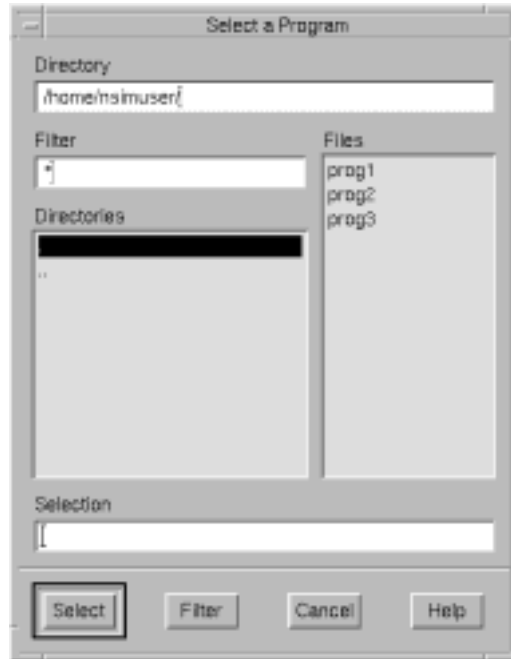 Select a Program
Directory
/home/nsimuser/
Filter
Files
*
prog1
prog2
prog3
Directories
..
Selection
Select
Filter
Cancel
Help